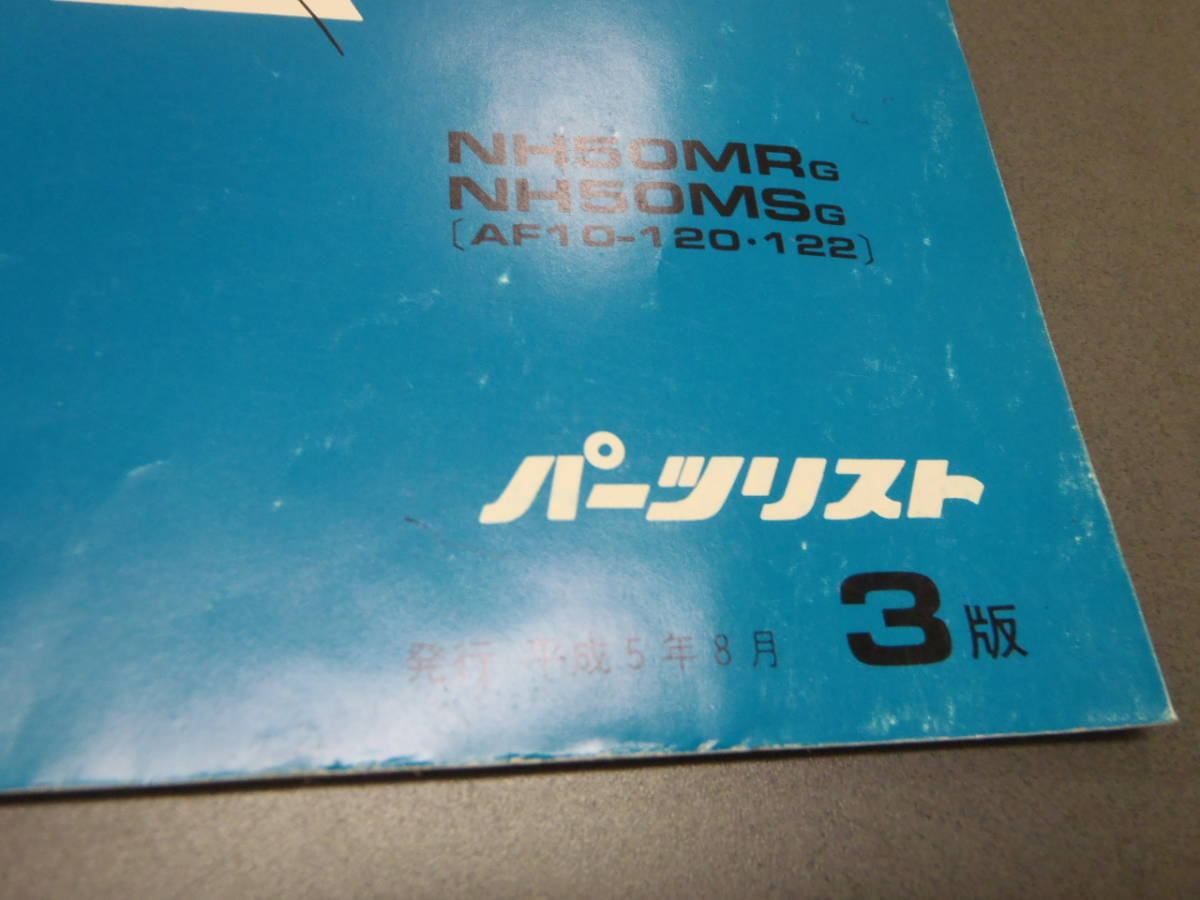 NH50MRG
NH50MSG
〔AF10-120・122〕
パーツリスト
3版
発行 平成5年8月